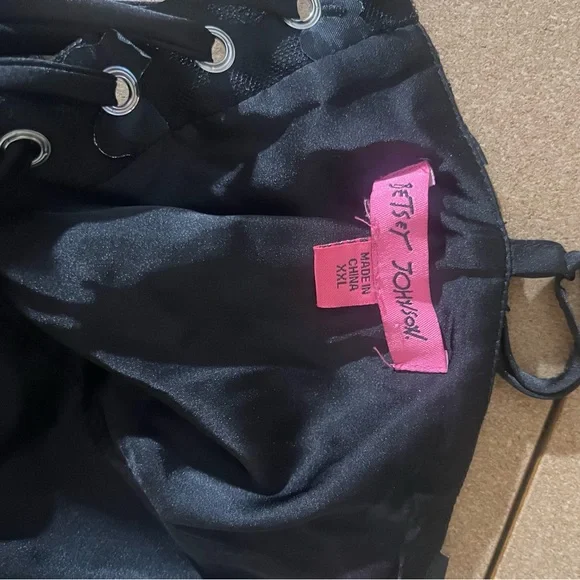 BETSEY JOHNSON.
MADE IN
CHINA
XXL